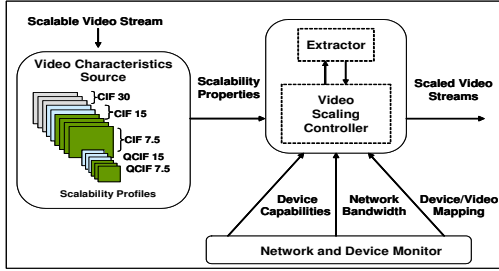 Scalable Video Stream
Video Characteristics
Source
CIF 30
CIF 15
CIF 7.5
QCIF 15
QCIF 7.5
Scalability Profiles
Scalability
Properties
Extractor
Video
Scaling
Controller
Scaled Video
Streams
Device
Capabilities
Network
Bandwidth
Device/Video
Mapping
Network and Device Monitor